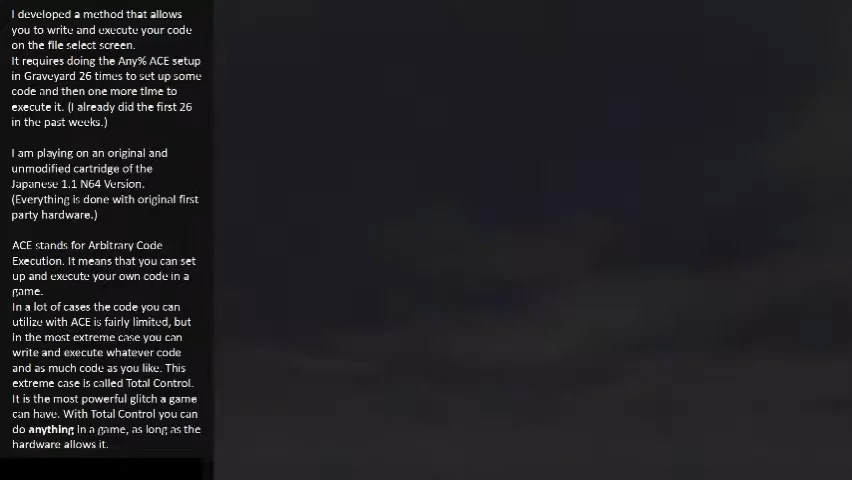 I developed a method that allows
you to write and execute your code
on the file select screen.
It requires doing the Any% ACE setup
in Graveyard 26 times to set up some
code and then one more time to
execute it. (I already did the first 26
in the past weeks.)
I am playing on an original and
unmodified cartridge of the
Japanese 1.1 N64 Version.
(Everything is done with original first
party hardware.)
ACE stands for Arbitrary Code
Execution. It means that you can set
up and execute your own code in a
game.
In a lot of cases the code you can
utilize with ACE is fairly limited, but
in the most extreme case you can
write and execute whatever code
and as much code as you like. This
extreme case is called Total Control.
It is the most powerful glitch a game
can have. With Total Control you can
do anything in a game, as long as the
hardware allows it.